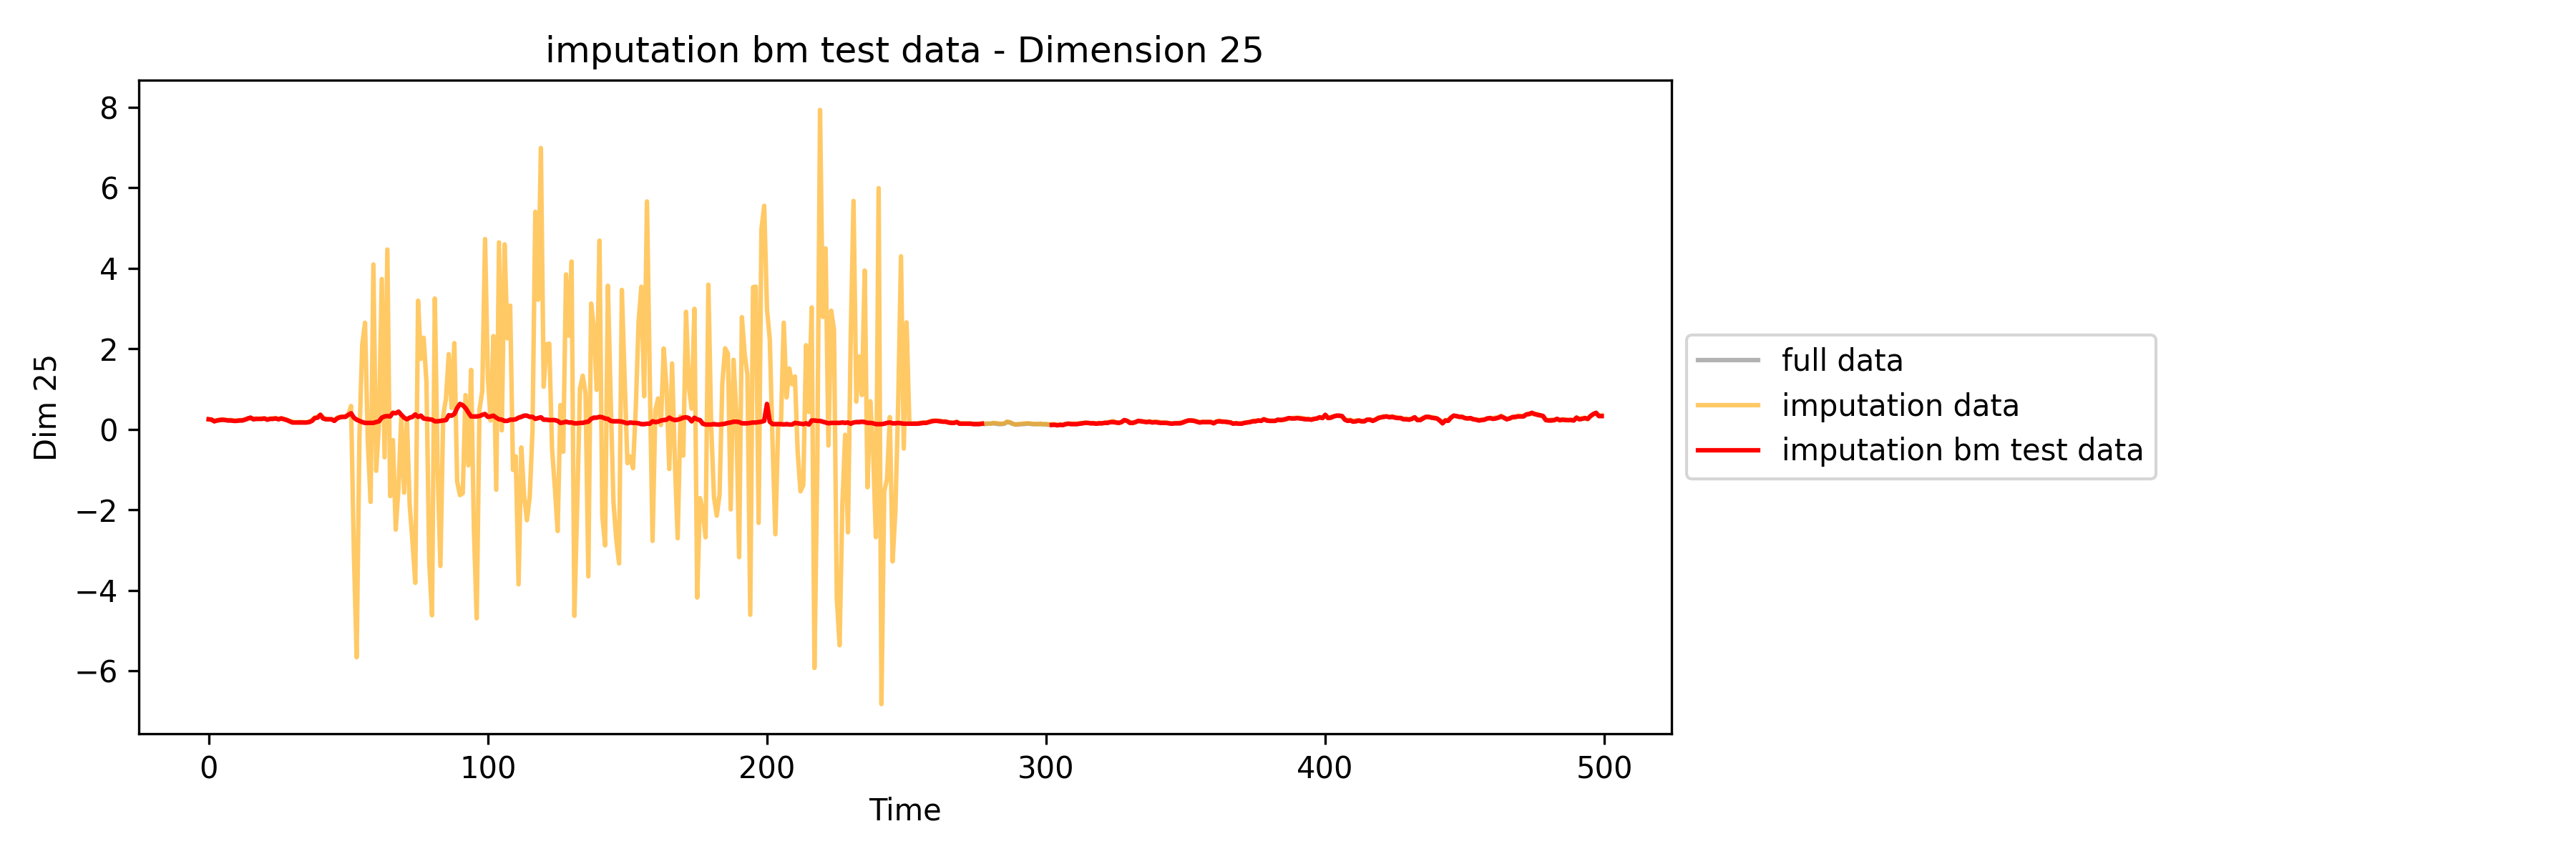 imputation bm test data - Dimension 25
8
6
4
2
0
−2
−4
−6
Dim 25
0 100 200 300 400 500
Time
full data
imputation data
imputation bm test data